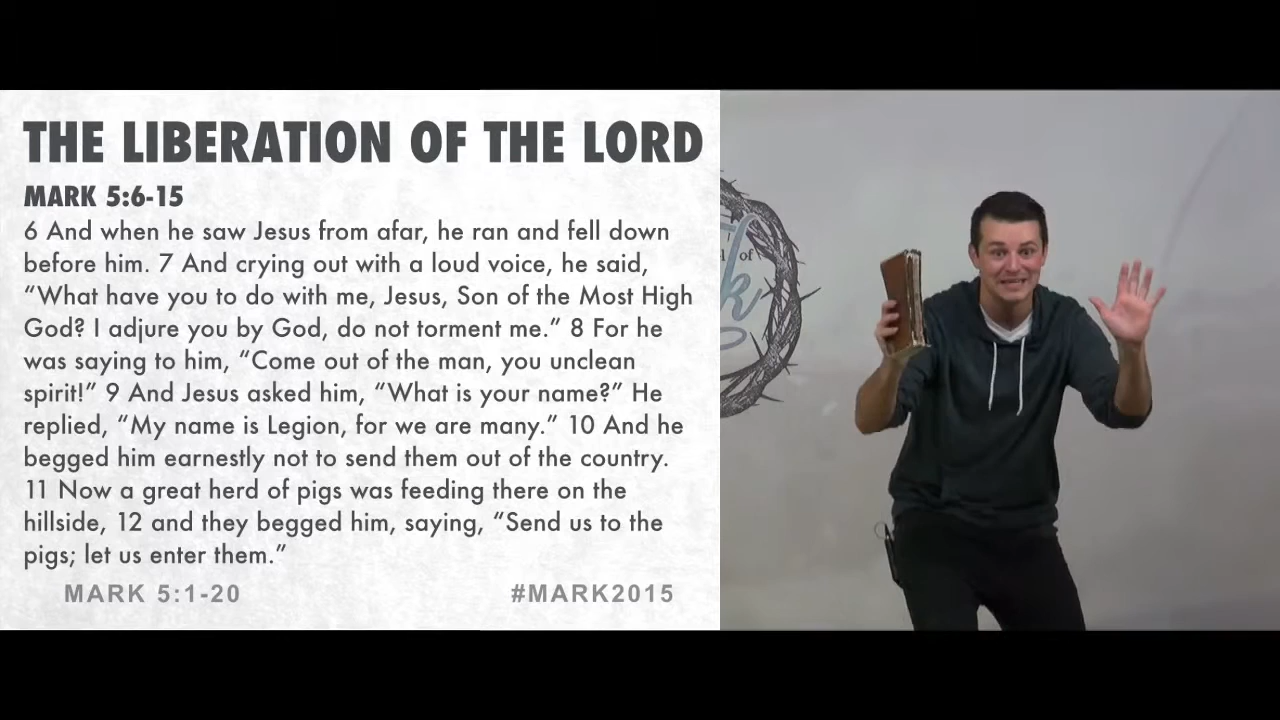 THE LIBERATION OF THE LORD
MARK 5:6-15
6 And when he saw Jesus from afar, he ran and fell down
before him. 7 And crying out with a loud voice, he said,
“What have you to do with me, Jesus, Son of the Most High
God? I adjure you by God, do not torment me.” 8 For he
was saying to him, “Come out of the man, you unclean
spirit!” 9 And Jesus asked him, “What is your name?” He
replied, “My name is Legion, for we are many.” 10 And he
begged him earnestly not to send them out of the country.
11 Now a great herd of pigs was feeding there on the
hillside, 12 and they begged him, saying, “Send us to the
pigs; let us enter them.”
MARK 5:1-20 #MARK2015
of